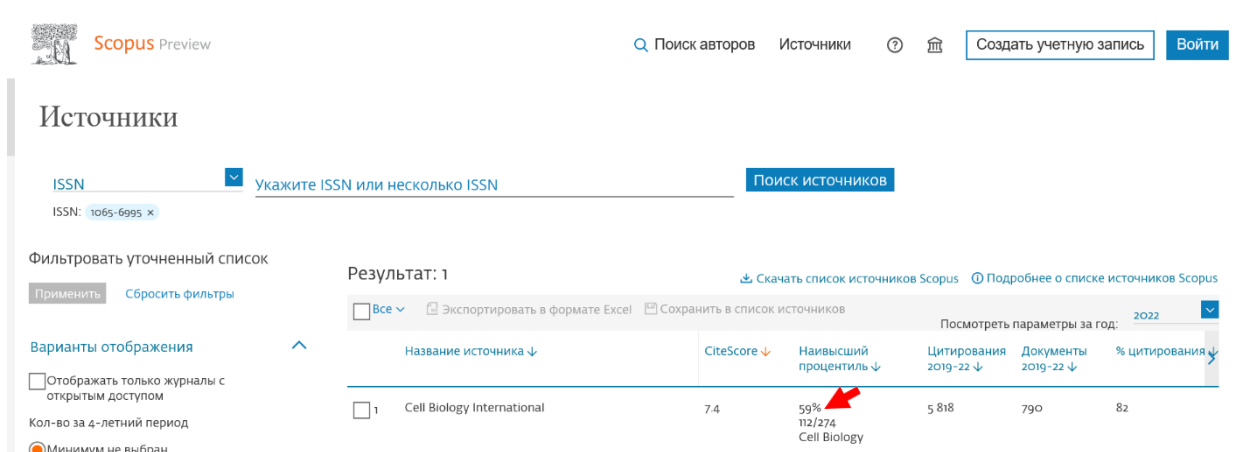 Scopus Preview
Поиск авторов Источники Создать учетную запись Войти
Источники
ISSN Укажите ISSN или несколько ISSN Поиск источников
ISSN: 1065-6995 ×
Фильтровать уточненный список
Применить Сбросить фильтры
Результат: 1
Скачать список источников Scopus Подробнее о списке источников Scopus
Все Экспортировать в формате Excel Сохранить в список источников
Посмотреть параметры за год: 2022
Варианты отображения
Отображать только журналы с
открытым доступом
Кол-во за 4-летний период
Минимум не выбран
Название источника CiteScore Наивысший Цитирования Документы % цитирования
процентиль 2019-22 2019-22
1 Cell Biology International 7.4 59% 5 818 790 82
112/274
Cell Biology